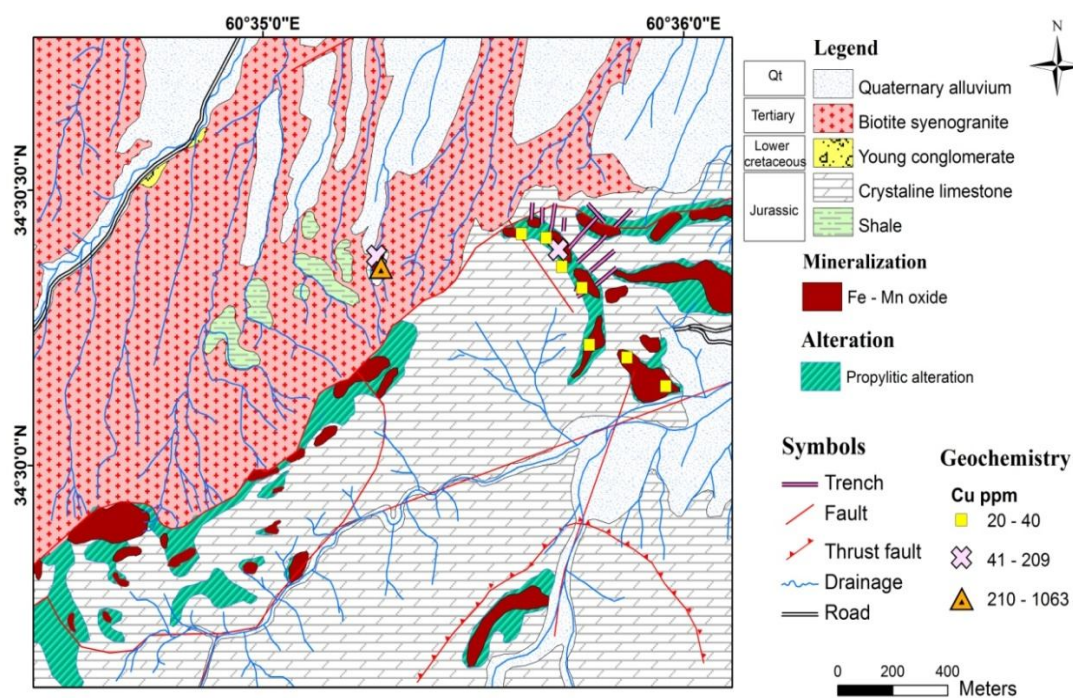 60°35'0"E
60°36'0"E
N
34°30'30"N
34°30'0"N
Legend
Qt
Quaternary alluvium
Tertiary
Biotite syenogranite
Lower
cretaceous
Young conglomerate
Jurassic
Crystaline limestone
Shale
Mineralization
Fe - Mn oxide
Alteration
Propylitic alteration
Symbols
Trench
Fault
Thrust fault
Drainage
Road
Geochemistry
Cu ppm
20 - 40
41 - 209
210 - 1063
0 200 400
Meters